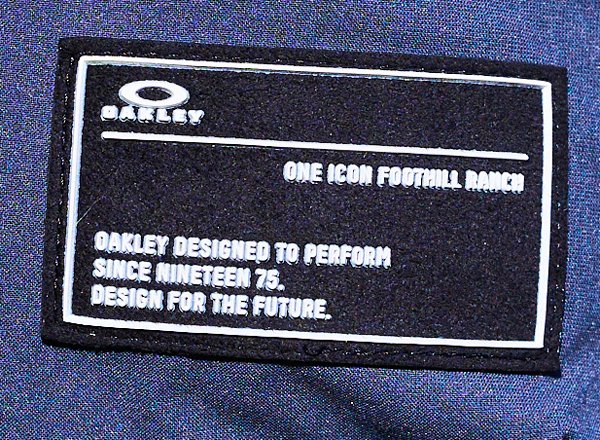 OAKLEY
ONE ICON FOOTHILL RANCH
OAKLEY DESIGNED TO PERFORM
SINCE NINETEEN 75.
DESIGN FOR THE FUTURE.